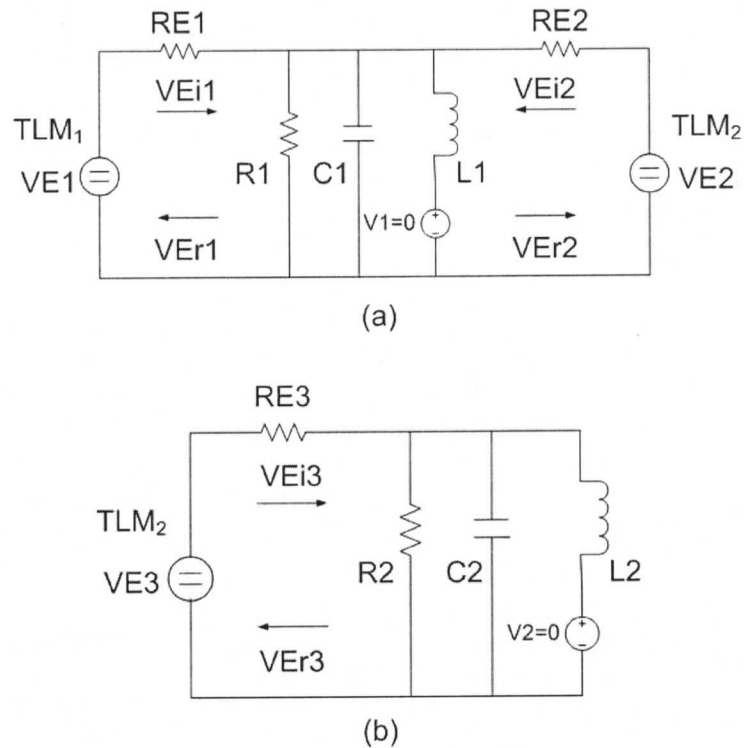 RE1
RE2
VEi1
VEi2
TLM₁
TLM₂
VE1
R1
C1
L1
VE2
V1=0
VEr1
VEr2
(a)
RE3
VEi3
TLM₂
VE3
R2
C2
L2
V2=0
VEr3
(b)